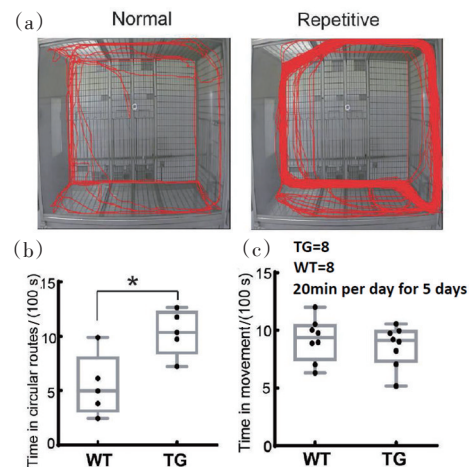 (a)
Normal
Repetitive
(b)
(c)
TG=8
WT=8
20min per day for 5 days
Time in circular routes/(100 s)
15
10
5
0
*
WT
TG
Time in movement/(100 s)
15
10
5
0
WT
TG